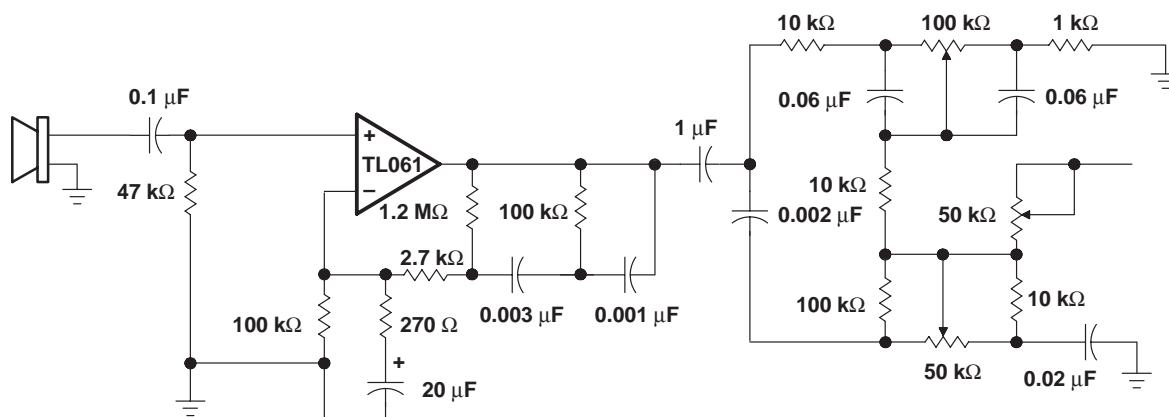 10 kΩ
100 kΩ
1 kΩ
0.06 µF
0.06 µF
0.1 µF
1 µF
+
TL061
−
47 kΩ
1.2 MΩ
100 kΩ
10 kΩ
0.002 µF
50 kΩ
2.7 kΩ
0.003 µF
0.001 µF
100 kΩ
270 Ω
100 kΩ
10 kΩ
+
20 µF
50 kΩ
0.02 µF